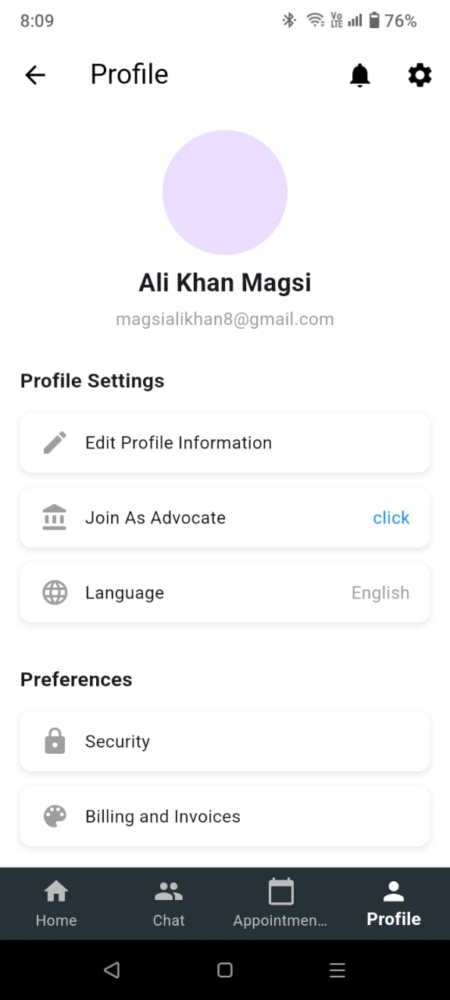 8:09
Vo
LTE
76%
Profile
Ali Khan Magsi
magsialikhan8@gmail.com
Profile Settings
Edit Profile Information
Join As Advocate click
Language English
Preferences
Security
Billing and Invoices
Home Chat Appointmen... Profile